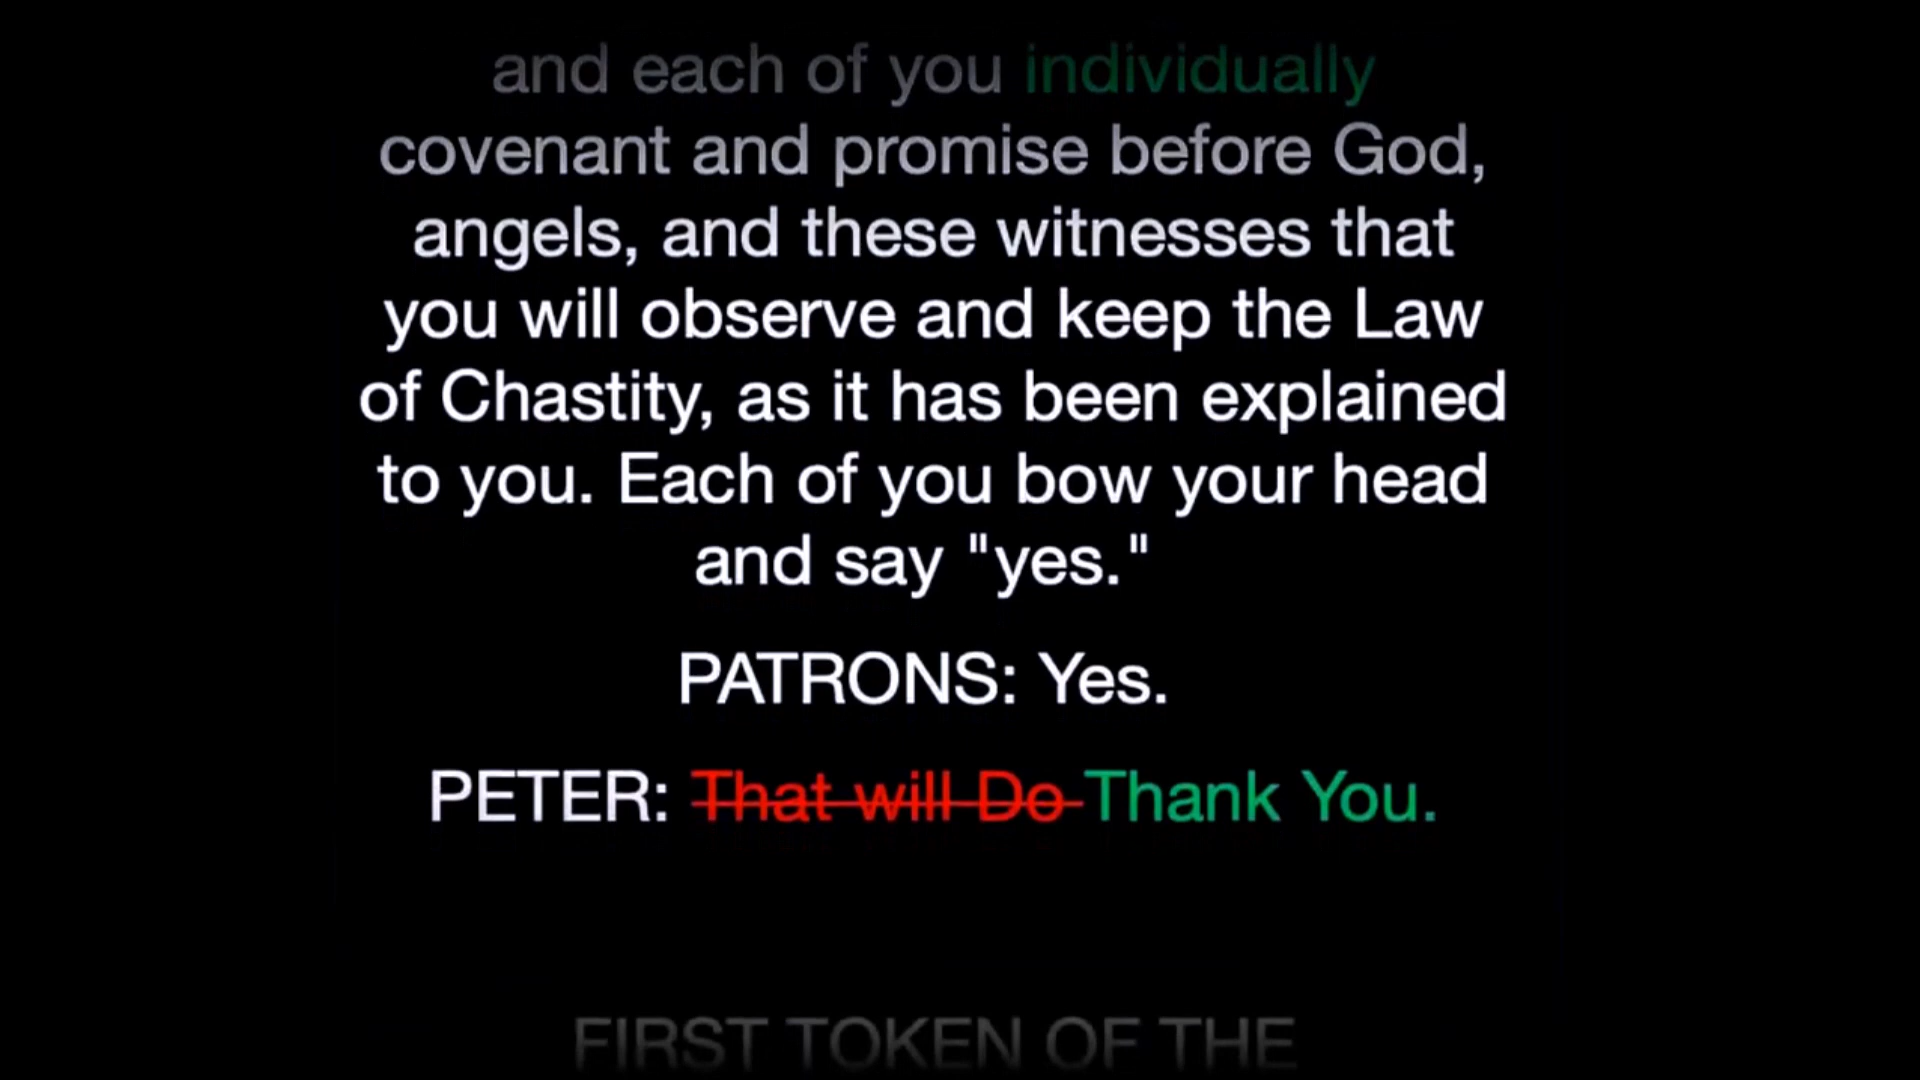 and each of you individually
covenant and promise before God,
angels, and these witnesses that
you will observe and keep the Law
of Chastity, as it has been explained
to you. Each of you bow your head
and say "yes."
PATRONS: Yes.
PETER: That will Do Thank You.
FIRST TOKEN OF THE